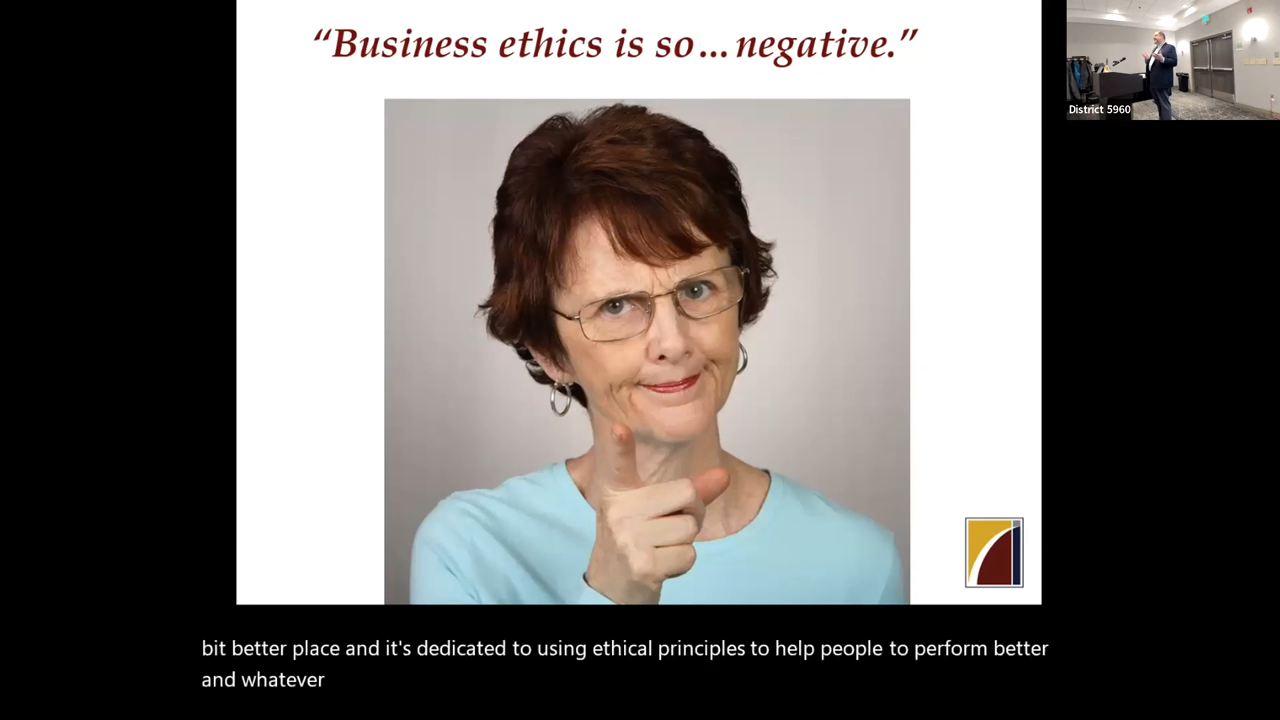 “Business ethics is so…negative.”
District 5960
bit better place and it's dedicated to using ethical principles to help people to perform better
and whatever